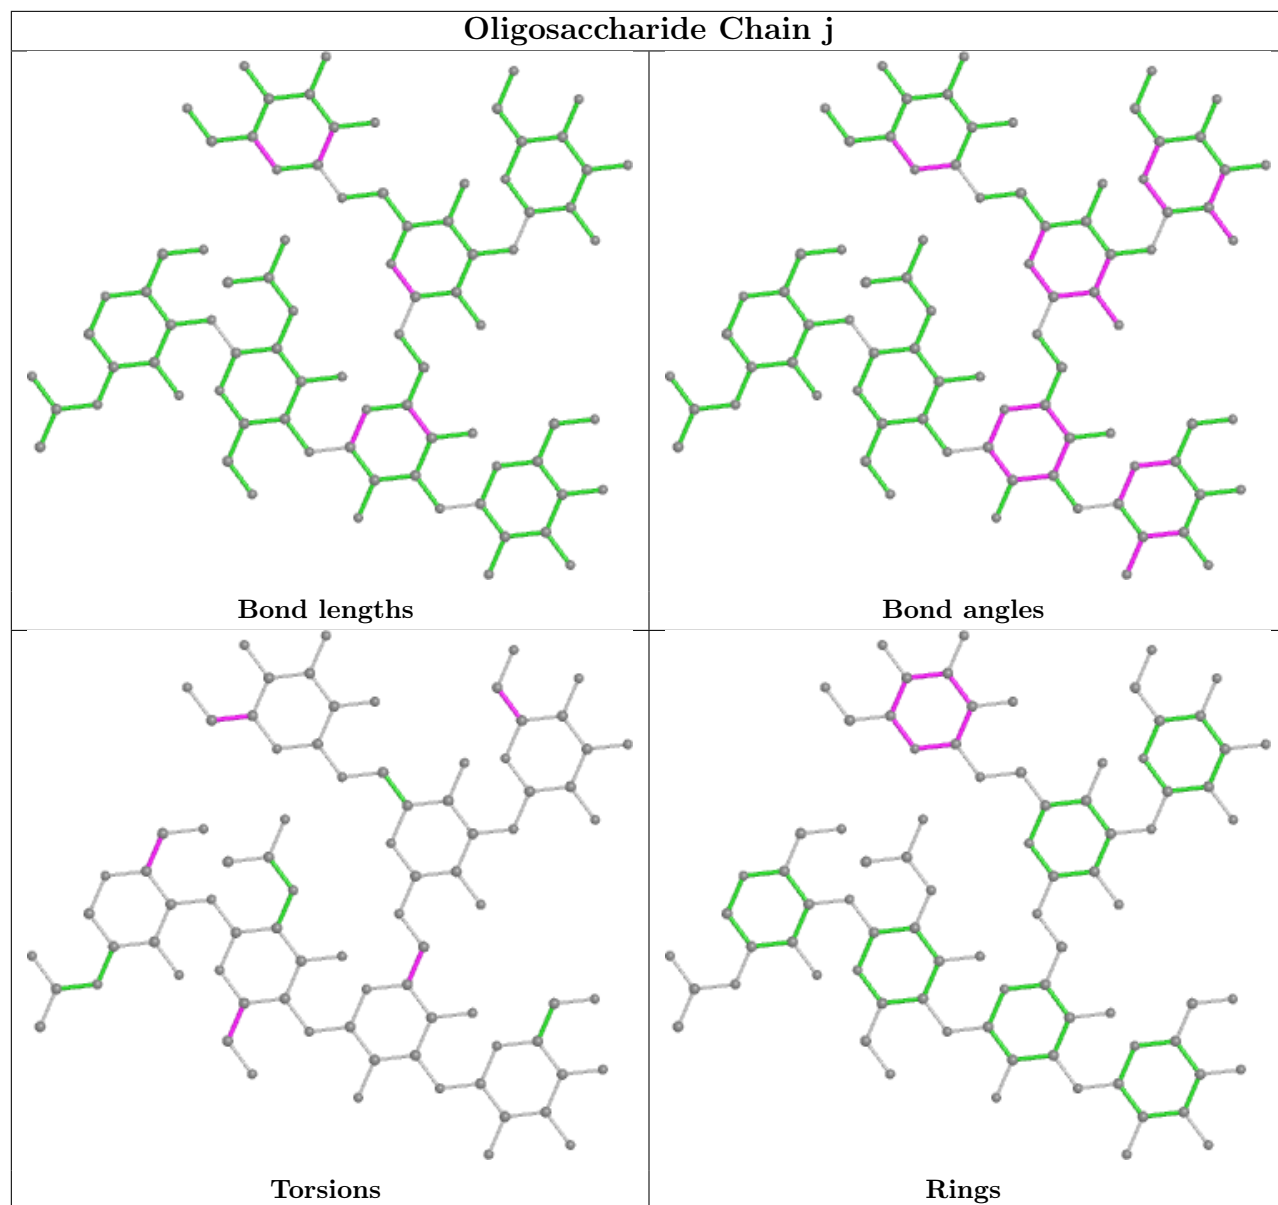 Oligosaccharide Chain j
Bond lengths
Bond angles
Torsions
Rings